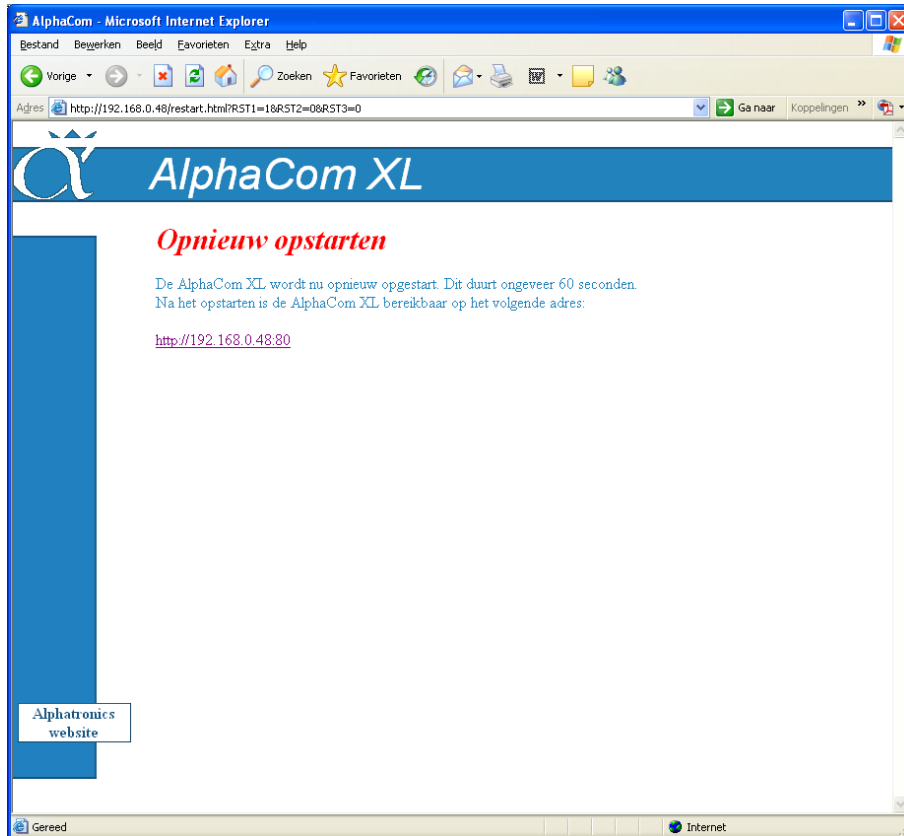 AlphaCom - Microsoft Internet Explorer
Bestand Bewerken Beeld Favorieten Extra Help
Vorige Zoeken Favorieten
Adres http://192.168.0.48/restart.html?RST1=1&RST2=0&RST3=0 Ga naar Koppelingen »
AlphaCom XL
Opnieuw opstarten
De AlphaCom XL wordt nu opnieuw opgestart. Dit duurt ongeveer 60 seconden.
Na het opstarten is de AlphaCom XL bereikbaar op het volgende adres:
http://192.168.0.48:80
Alphatronics
website
Gereed Internet